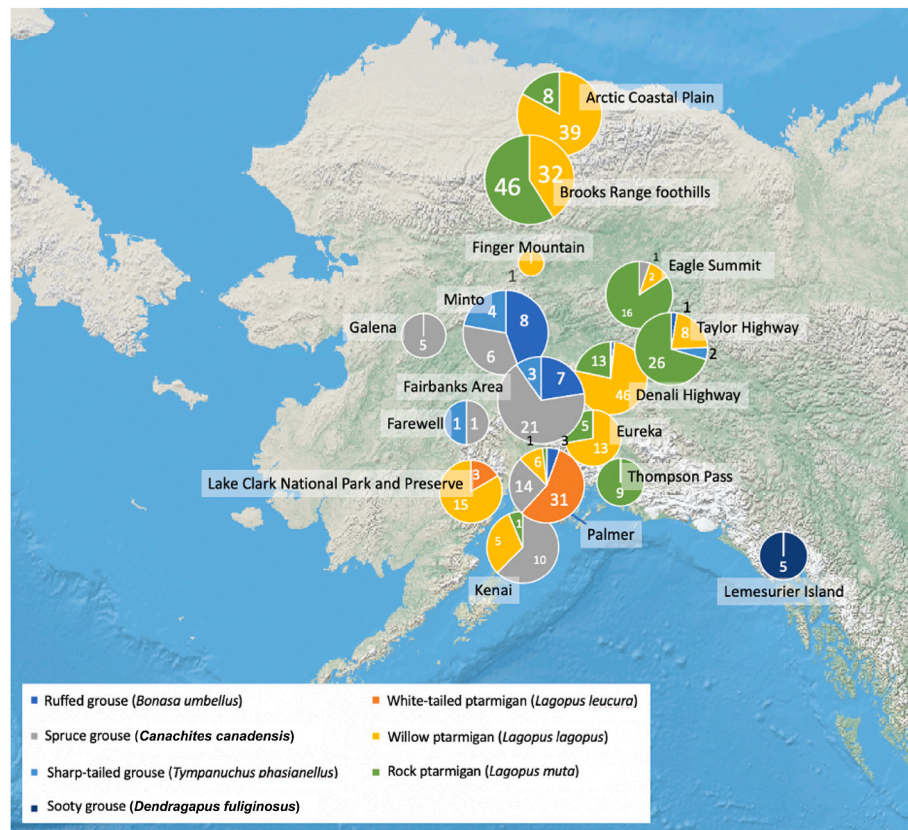 8
Arctic Coastal Plain
39
46
32
Brooks Range foothills
Finger Mountain
1
1
Eagle Summit
2
16
Minto
4
8
6
1
Taylor Highway
8
2
26
Galena
5
13
46
Denali Highway
Fairbanks Area
3
7
21
Farewell
1
1
5
Eureka
13
1
3
6
14
31
Palmer
Lake Clark National Park and Preserve
3
15
Thompson Pass
9
1
5
10
Kenai
5
Lemesurier Island
Ruffed grouse (Bonasa umbellus)
Spruce grouse (Canachites canadensis)
Sharp-tailed grouse (Tympanuchus phasianellus)
Sooty grouse (Dendragapus fuliginosus)
White-tailed ptarmigan (Lagopus leucura)
Willow ptarmigan (Lagopus lagopus)
Rock ptarmigan (Lagopus muta)